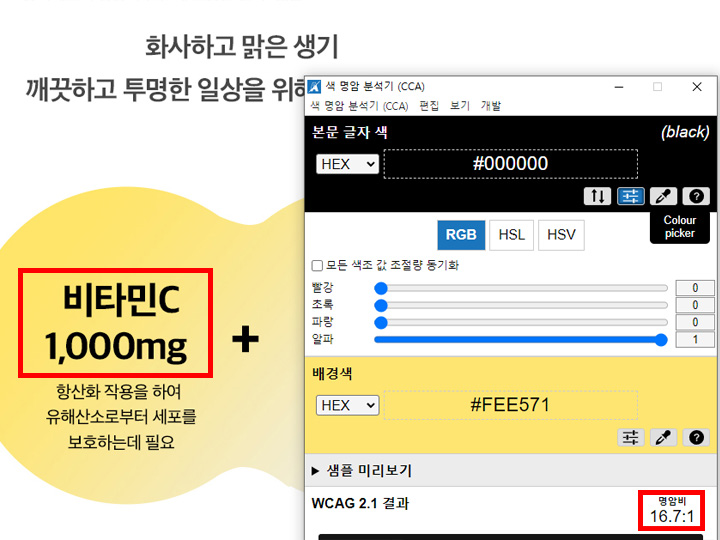 화사하고 맑은 생기
깨끗하고 투명한 일상을 위해
비타민C
1,000mg
+
항산화 작용을 하여
유해산소로부터 세포를
보호하는데 필요
색 명암 분석기 (CCA)
색 명암 분석기 (CCA) 편집 보기 개발
본문 글자 색 (black)
HEX #000000
Colour
picker
RGB HSL HSV
모든 색조 값 조절량 동기화
빨강 0
초록 0
파랑 0
알파 1
배경색
HEX #FEE571
샘플 미리보기
WCAG 2.1 결과
명암비
16.7:1